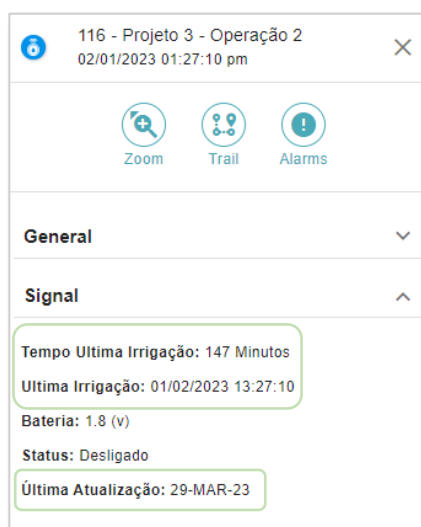 116 - Projeto 3 - Operação 2
02/01/2023 01:27:10 pm
Zoom
Trail
Alarms
General
Signal
Tempo Ultima Irrigação: 147 Minutos
Ultima Irrigação: 01/02/2023 13:27:10
Bateria: 1.8 (v)
Status: Desligado
Última Atualização: 29-MAR-23